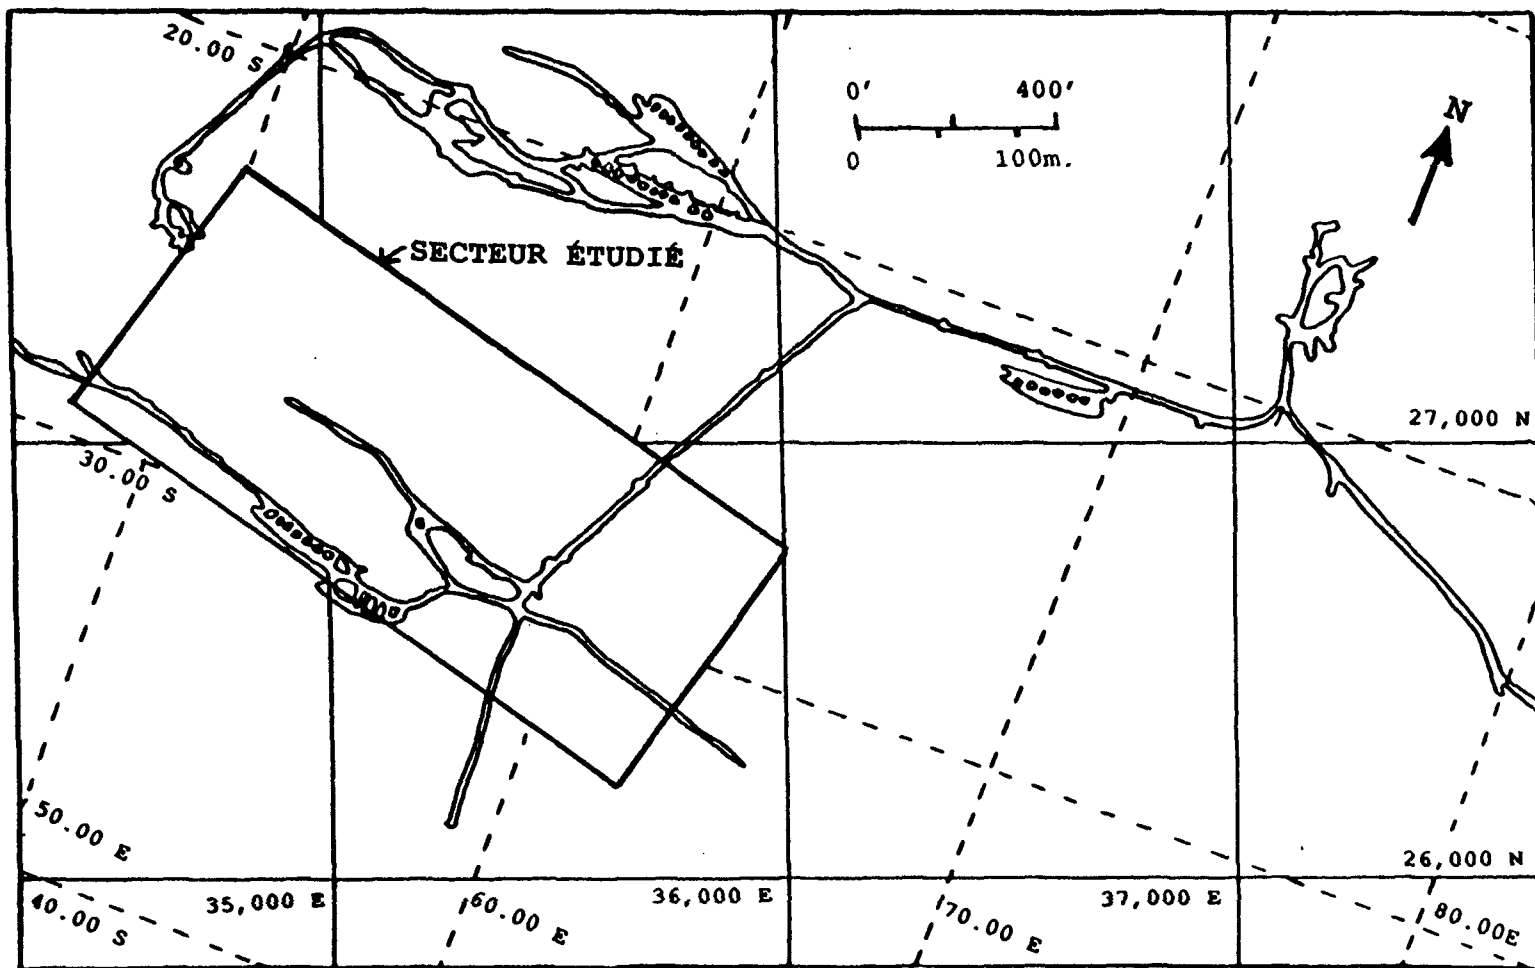 20.00 S
0' 400'
0 100m.
N
SECTEUR ÉTUDIÉ
27,000 N
30.00 S
50.00 E
26,000 N
35,000 E
36,000 E
37,000 E
40.00 S
60.00 E
70.00 E
80.00E